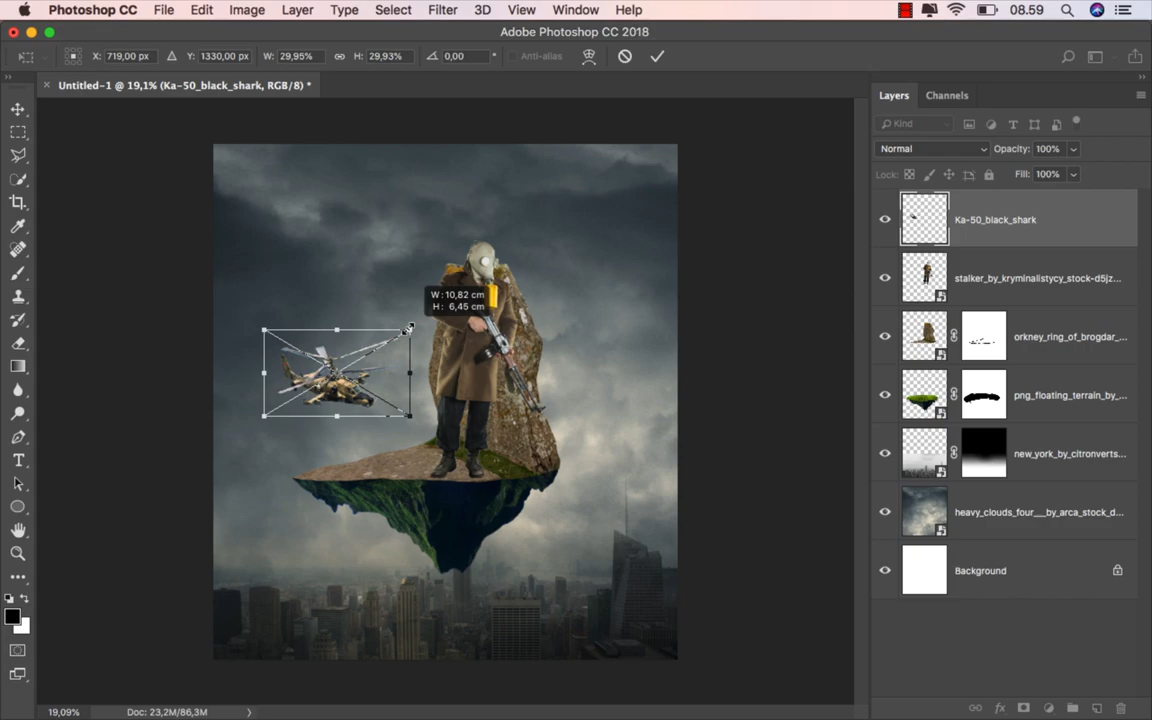 Photoshop CC File Edit Image Layer Type Select Filter 3D View Window Help 08.59
Adobe Photoshop CC 2018
X: 719,00 px Y: 1330,00 px W: 29,95% H: 29,93% 0,00 ° Anti-alias
Untitled-1 @ 19,1% (Ka-50_black_shark, RGB/8) *
Layers Channels
Kind
Normal Opacity: 100%
Lock: Fill: 100%
Ka-50_black_shark
stalker_by_kryminalistycy_stock-d5jz...
W: 10,82 cm
H: 6,45 cm
orkney_ring_of_brogdar_...
png_floating_terrain_by_...
new_york_by_citronverts...
heavy_clouds_four__by_arca_stock_d...
Background
19,09% Doc: 23,2M/86,3M